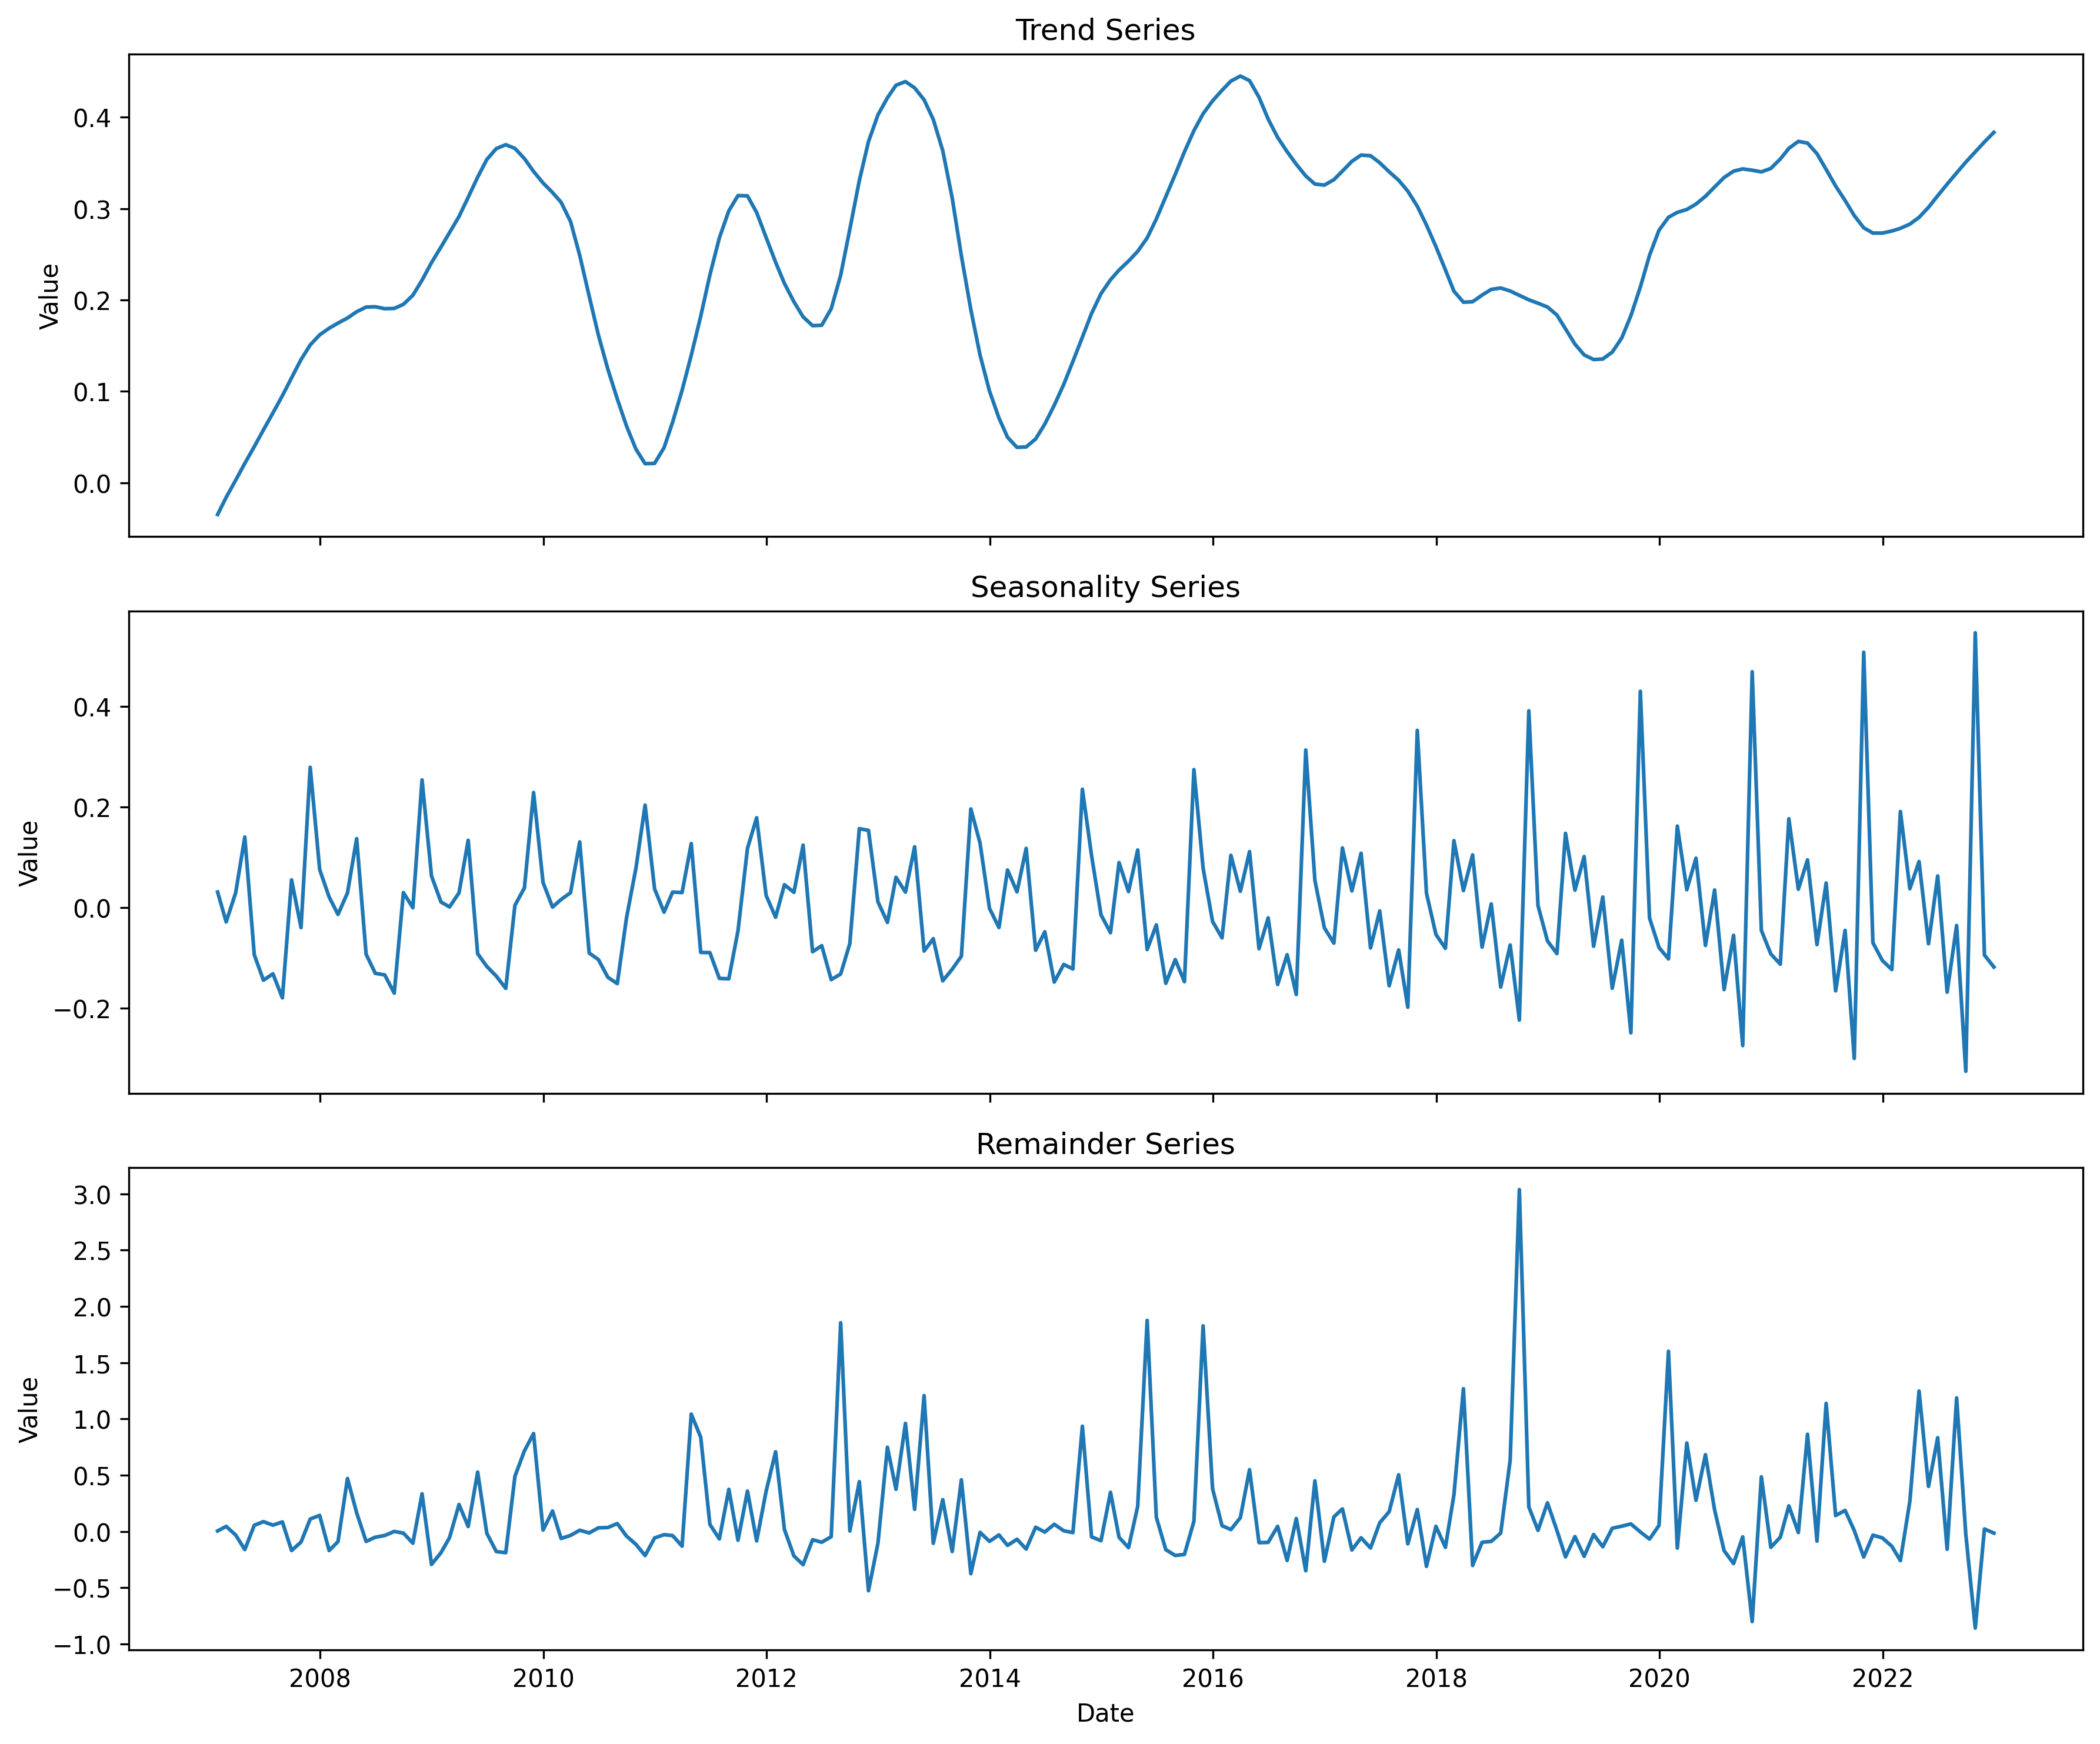 Trend Series
Value
0.4
0.3
0.2
0.1
0.0
Seasonality Series
Value
0.4
0.2
0.0
−0.2
Remainder Series
Value
3.0
2.5
2.0
1.5
1.0
0.5
0.0
−0.5
−1.0
2008 2010 2012 2014 2016 2018 2020 2022
Date